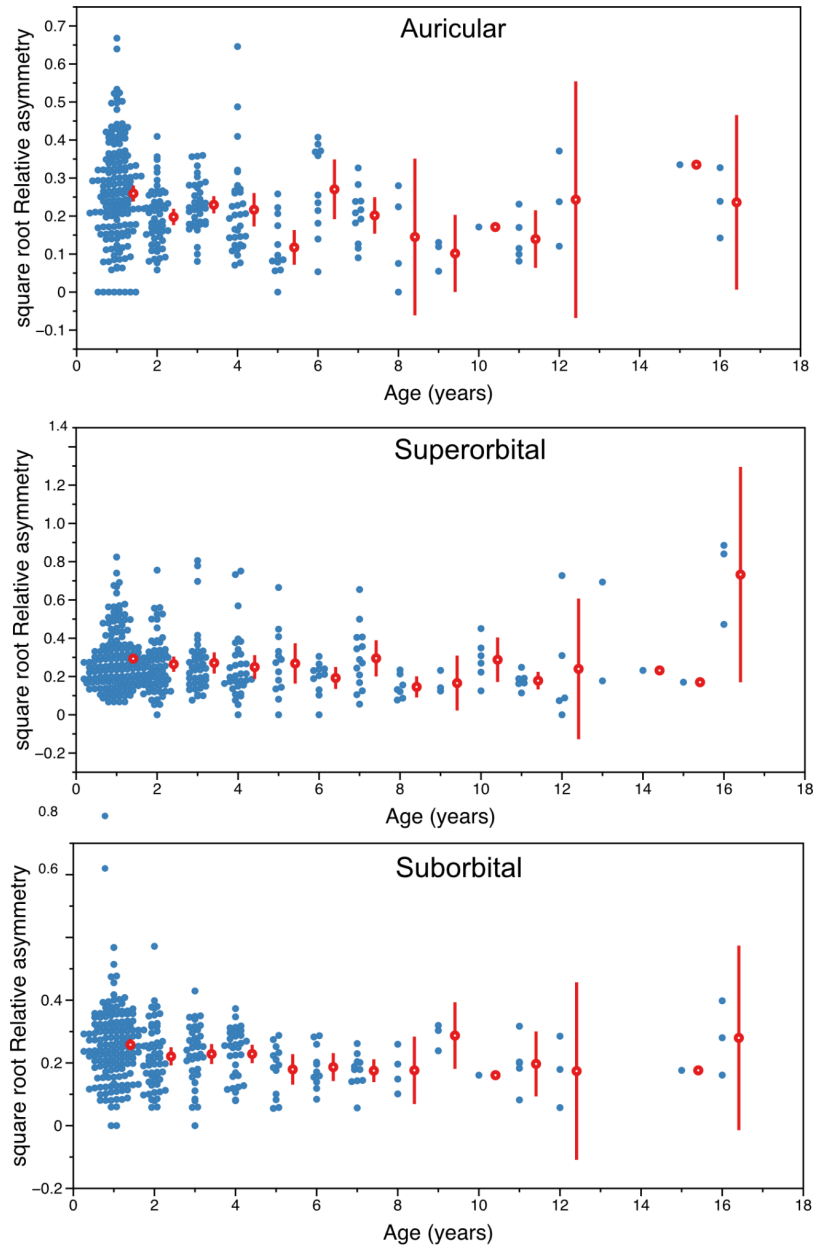 Auricular
square root Relative asymmetry
0.7
0.6
0.5
0.4
0.3
0.2
0.1
0
−0.1
0 2 4 6 8 10 12 14 16 18
Age (years)
Superorbital
square root Relative asymmetry
1.4
1.2
1.0
0.8
0.6
0.4
0.2
0
−0.2
0 2 4 6 8 10 12 14 16 18
Age (years)
Suborbital
square root Relative asymmetry
0.8
0.6
0.4
0.2
0
−0.2
0 2 4 6 8 10 12 14 16 18
Age (years)